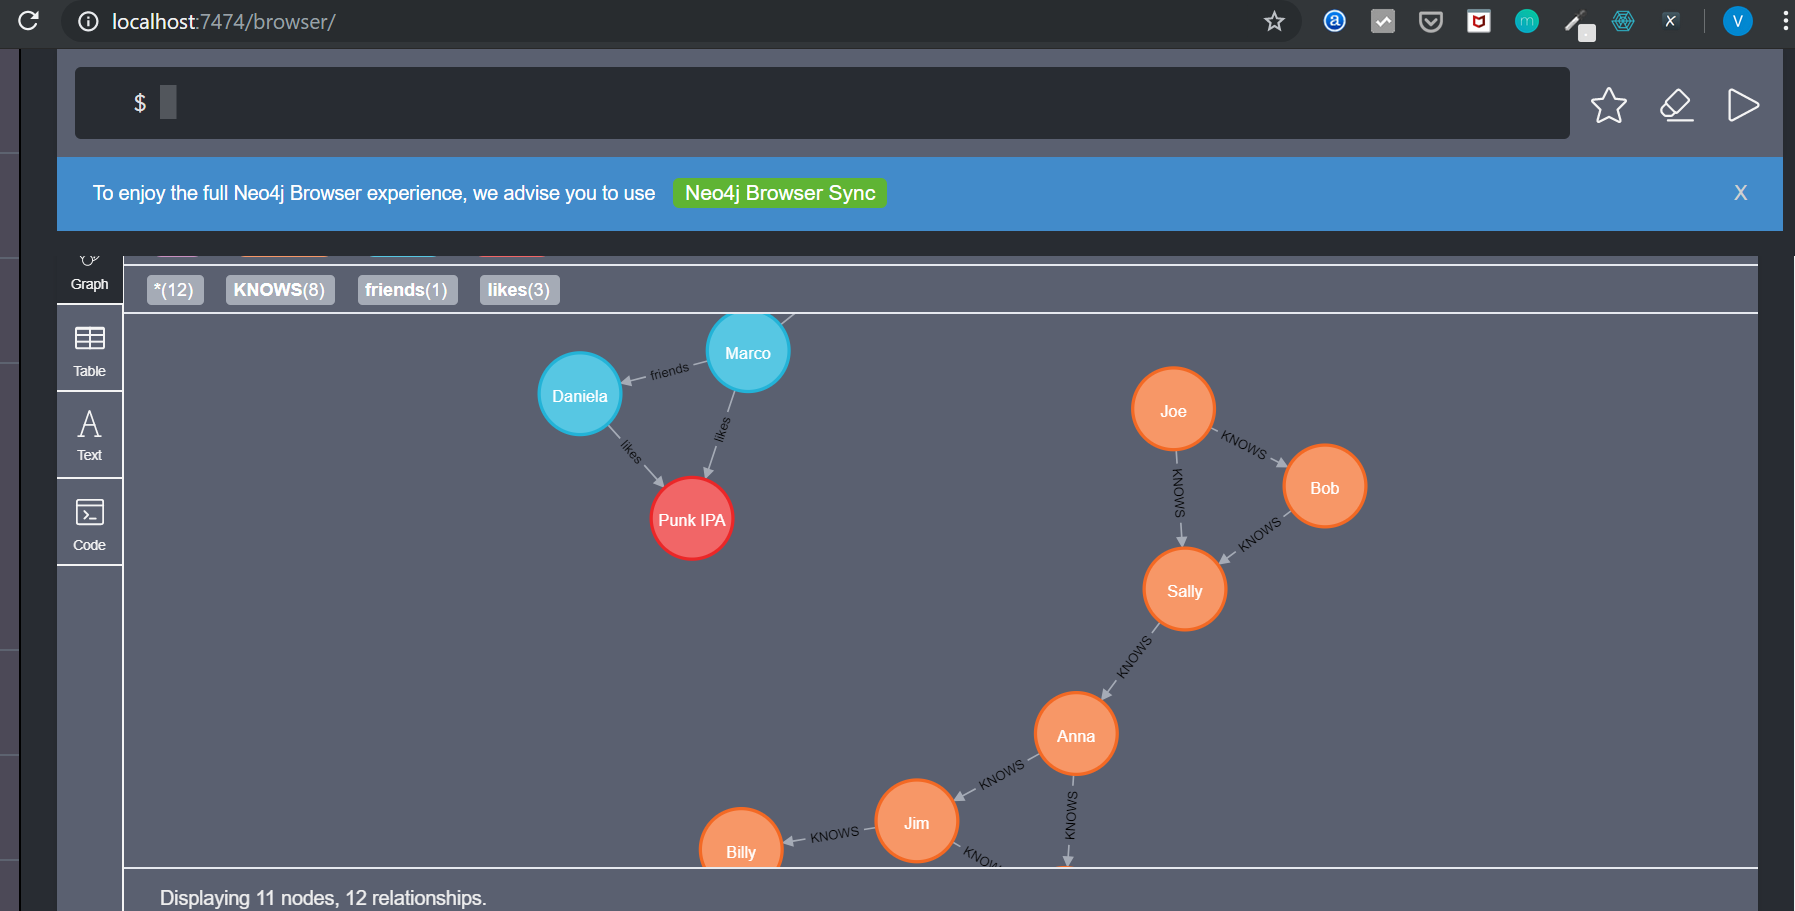 localhost:7474/browser/
V
$
To enjoy the full Neo4j Browser experience, we advise you to use Neo4j Browser Sync X
Graph
*(12) KNOWS(8) friends(1) likes(3)
Table
Text
Code
Marco
friends
Daniela
likes
likes
Punk IPA
Joe
KNOWS
KNOWS
Bob
KNOWS
Sally
KNOWS
Anna
KNOWS
KNOWS
Jim
KNOWS
Billy
Displaying 11 nodes, 12 relationships.